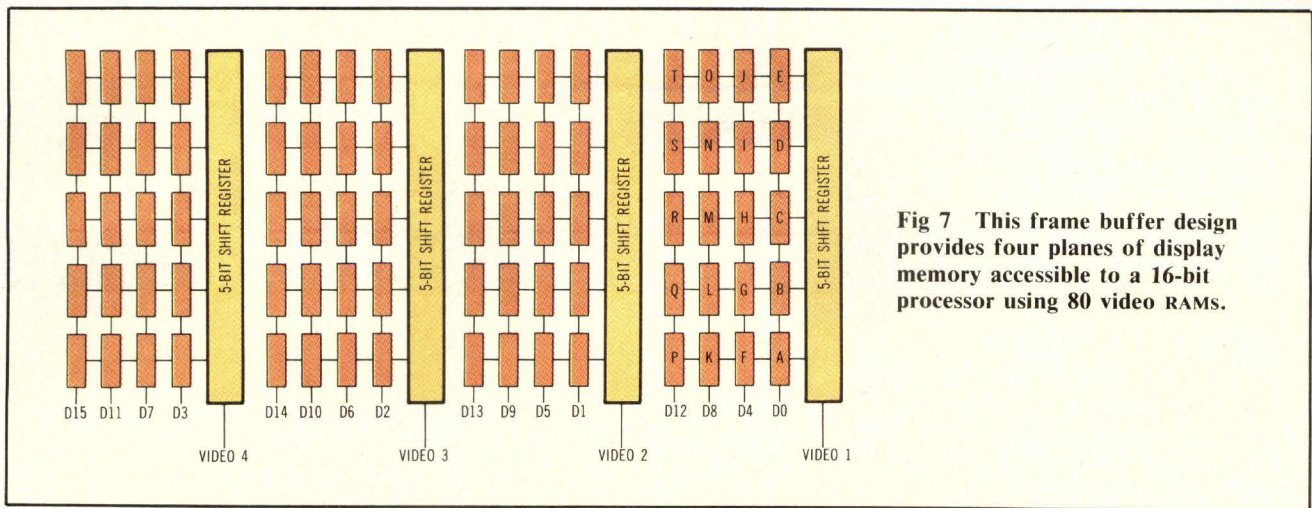 T O J E
S N I D
R M H C
Q L G B
P K F A
5-BIT SHIFT REGISTER
5-BIT SHIFT REGISTER
5-BIT SHIFT REGISTER
5-BIT SHIFT REGISTER
D15 D11 D7 D3
D14 D10 D6 D2
D13 D9 D5 D1
D12 D8 D4 D0
VIDEO 4
VIDEO 3
VIDEO 2
VIDEO 1
Fig 7 This frame buffer design
provides four planes of display
memory accessible to a 16-bit
processor using 80 video RAMs.